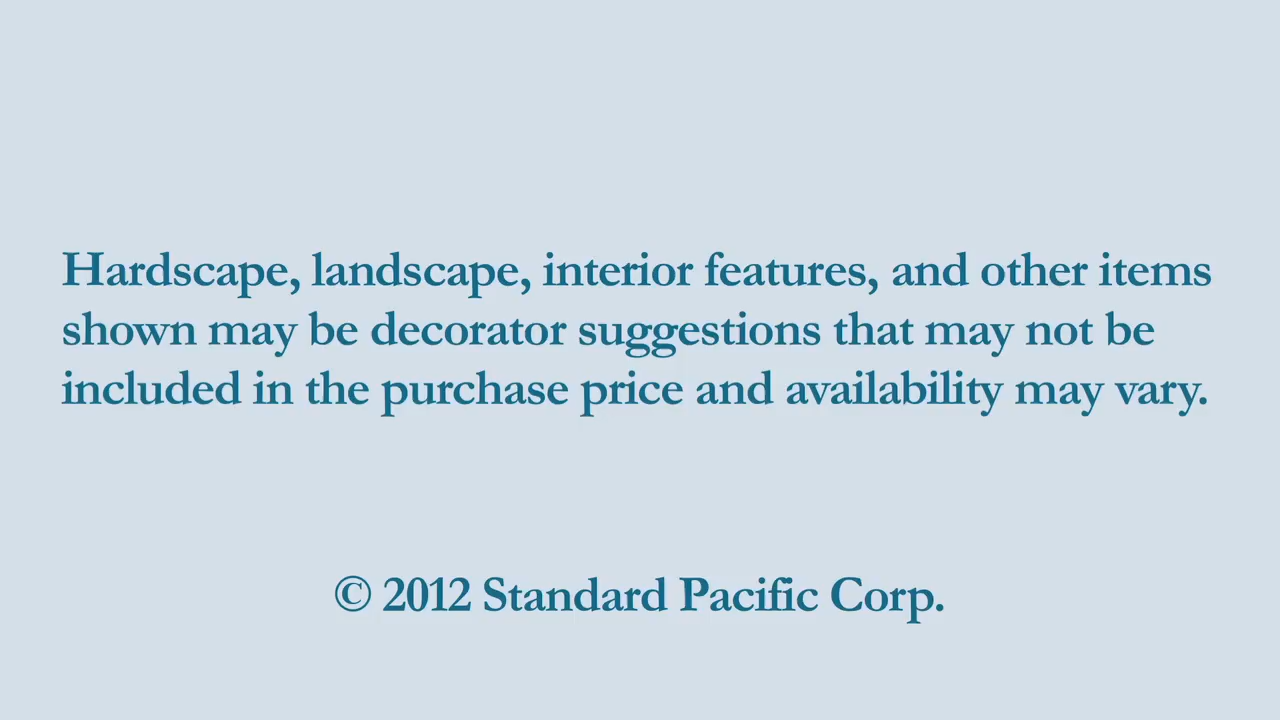 Hardscape, landscape, interior features, and other items
shown may be decorator suggestions that may not be
included in the purchase price and availability may vary.
© 2012 Standard Pacific Corp.